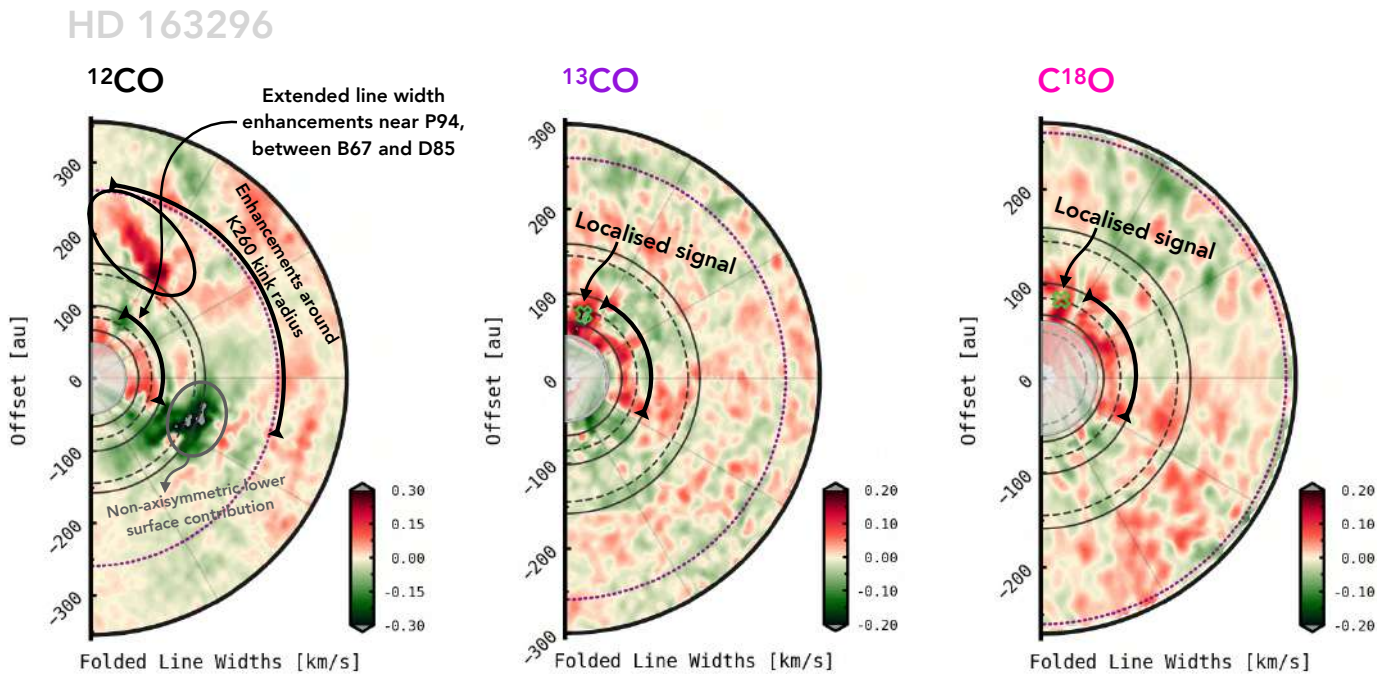 HD 163296
¹²CO
Extended line width
enhancements near P94,
between B67 and D85
Enhancements around
K260 kink radius
Non-axisymmetric lower
surface contribution
Offset [au]
300
200
100
0
-100
-200
-300
0.30
0.15
0.00
-0.15
-0.30
Folded Line Widths [km/s]
¹³CO
Localised signal
Offset [au]
300
200
100
0
-100
-200
-300
0.20
0.10
0.00
-0.10
-0.20
Folded Line Widths [km/s]
C¹⁸O
Localised signal
Offset [au]
200
100
0
-100
-200
0.20
0.10
0.00
-0.10
-0.20
Folded Line Widths [km/s]